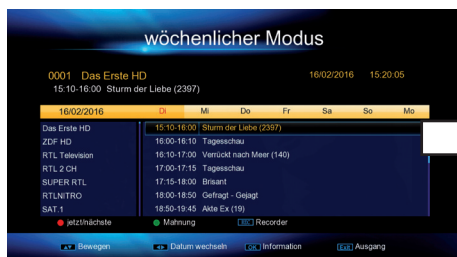 wöchenlicher Modus
0001 Das Erste HD 16/02/2016 15:20:05
15:10-16:00 Sturm der Liebe (2397)
16/02/2016 Di Mi Do Fr Sa So Mo
Das Erste HD 15:10-16:00 Sturm der Liebe (2397)
ZDF HD 16:00-16:10 Tagesschau
RTL Television 16:10-17:00 Verrückt nach Meer (140)
RTL 2 CH 17:00-17:15 Tagesschau
SUPER RTL 17:15-18:00 Brisant
RTLNITRO 18:00-18:50 Gefragt - Gejagt
SAT.1 18:50-19:45 Akte Ex (19)
jetzt/nächste Mahnung REC Recorder
Bewegen Datum wechseln OK Information Exit Ausgang